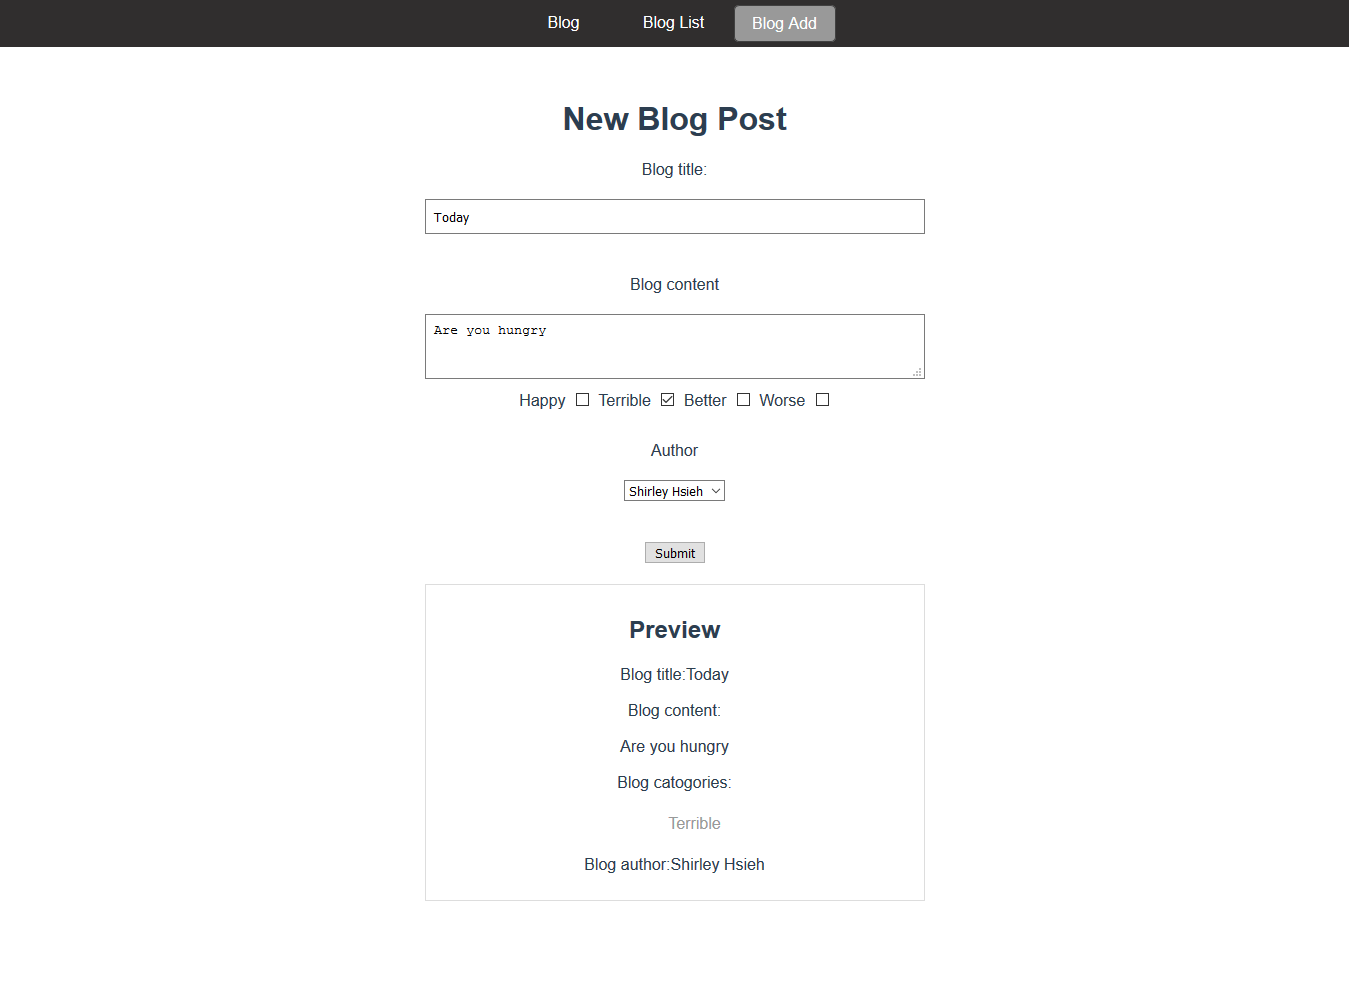 Blog Blog List Blog Add
New Blog Post
Blog title:
Today
Blog content
Are you hungry
Happy Terrible Better Worse
Author
Shirley Hsieh
Submit
Preview
Blog title:Today
Blog content:
Are you hungry
Blog catogories:
Terrible
Blog author:Shirley Hsieh